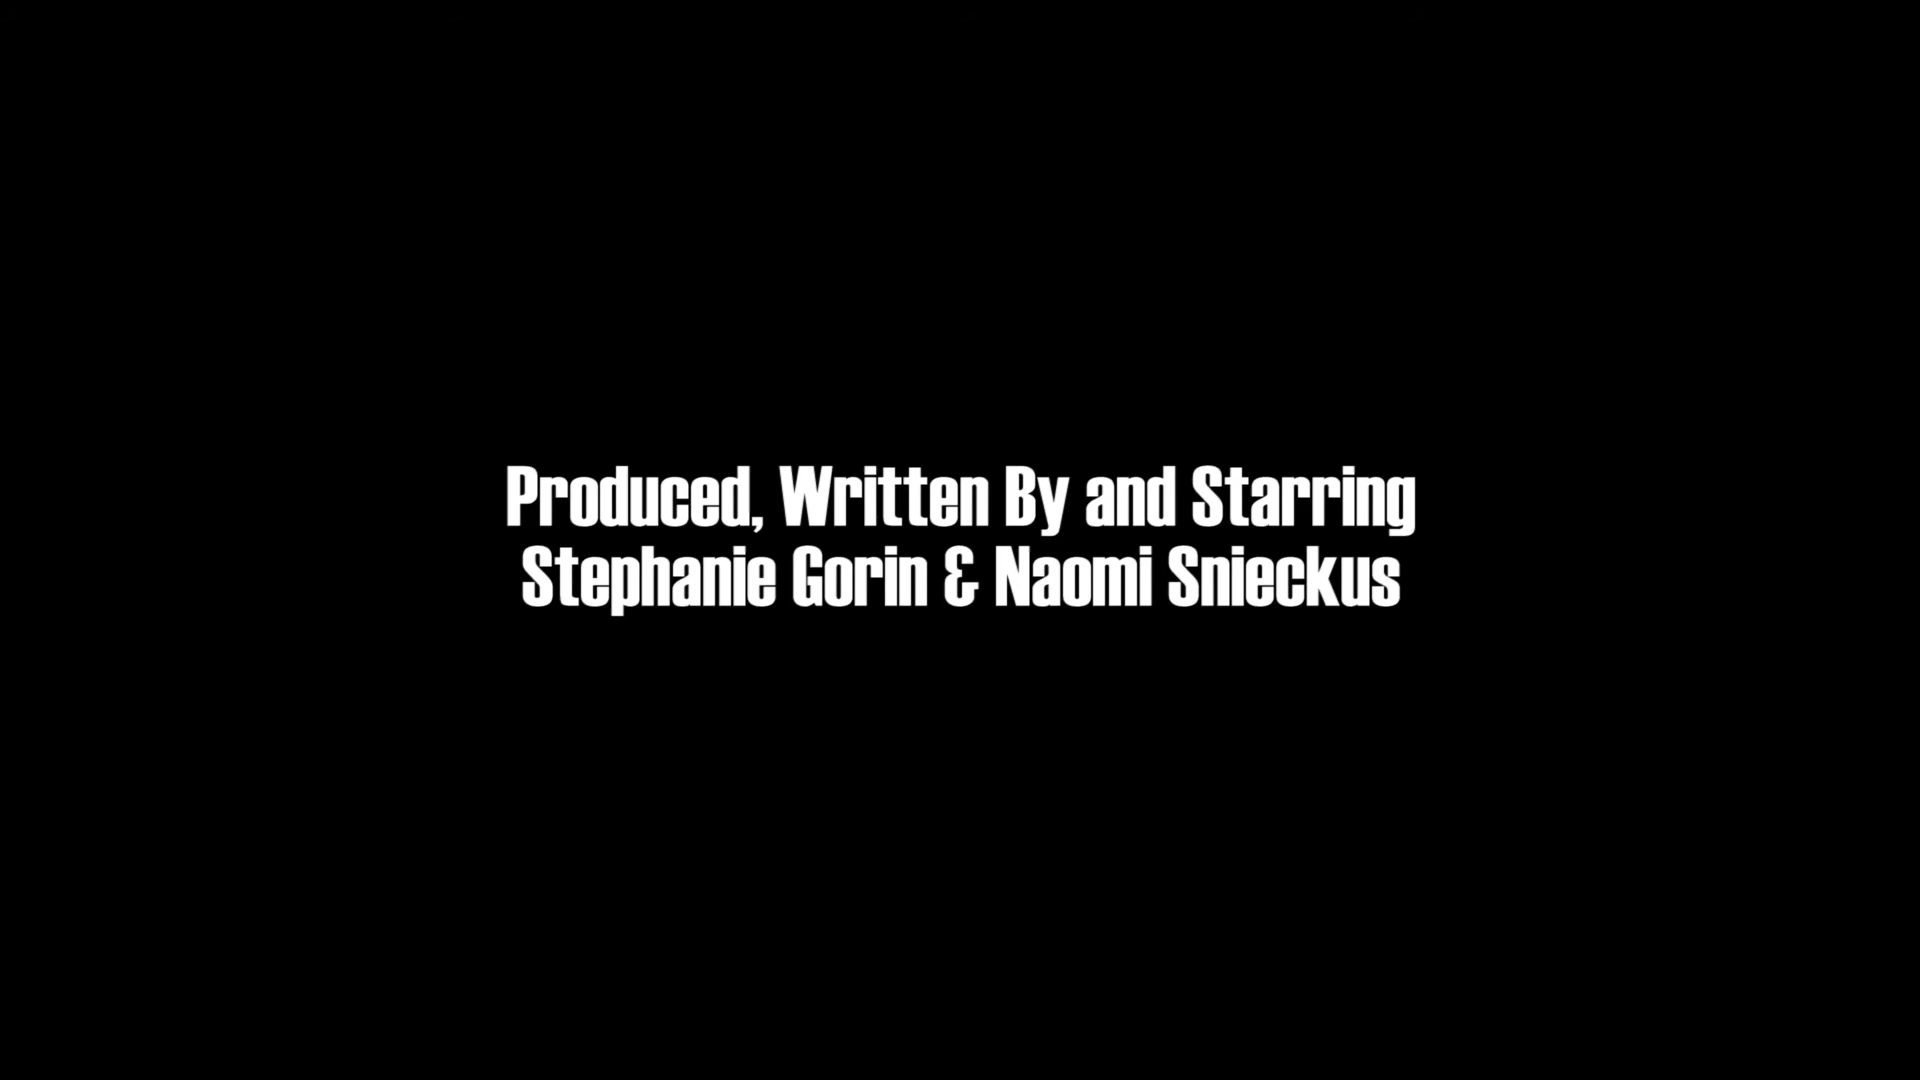 Produced, Written By and Starring
Stephanie Gorin & Naomi Snieckus